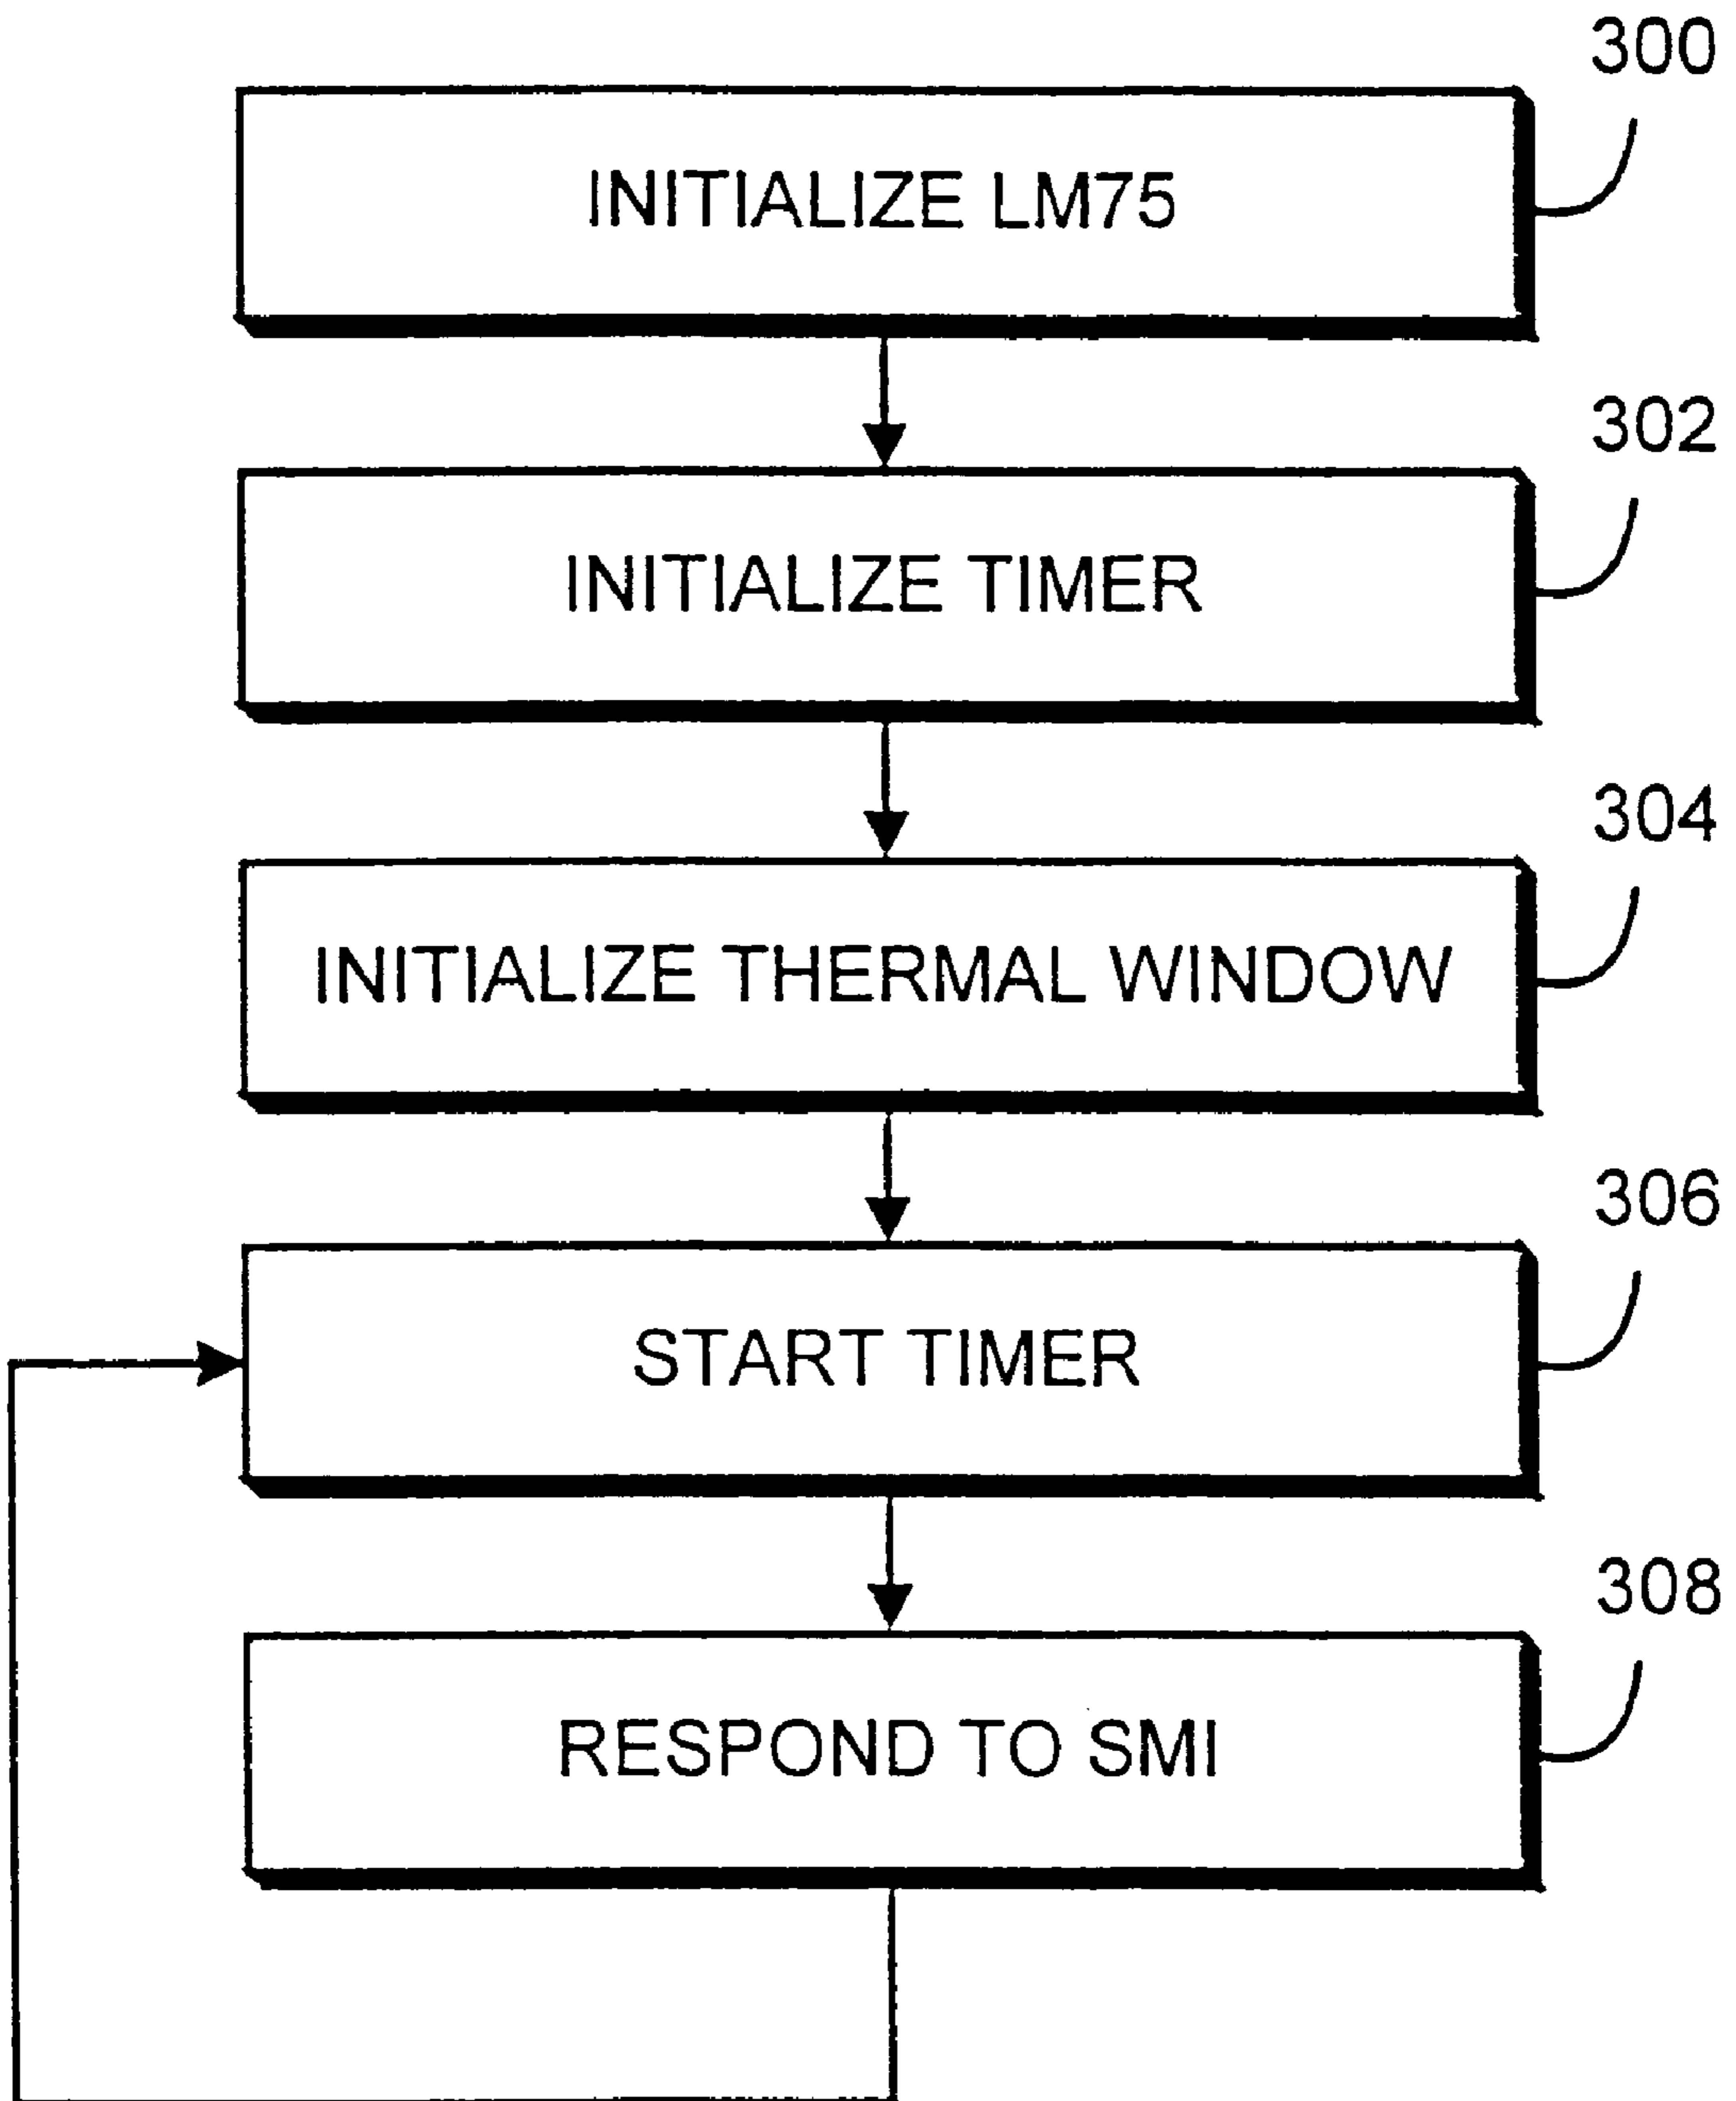 300
INITIALIZE LM75
302
INITIALIZE TIMER
304
INITIALIZE THERMAL WINDOW
306
START TIMER
308
RESPOND TO SMI